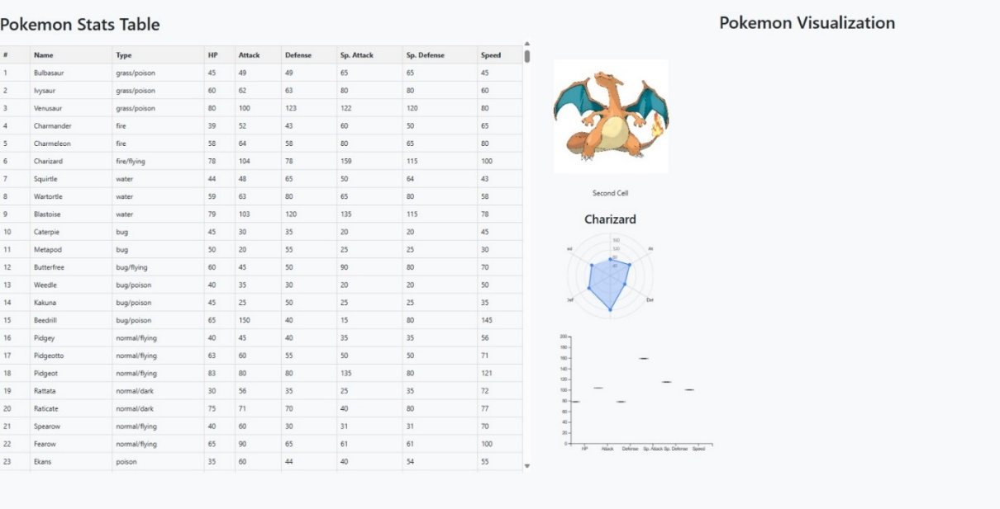 Pokemon Stats Table
# Name Type HP Attack Defense Sp. Attack Sp. Defense Speed
1 Bulbasaur grass/poison 45 49 49 65 65 45
2 Ivysaur grass/poison 60 62 63 80 80 60
3 Venusaur grass/poison 80 100 123 122 120 80
4 Charmander fire 39 52 43 60 50 65
5 Charmeleon fire 58 64 58 80 65 80
6 Charizard fire/flying 78 104 78 159 115 100
7 Squirtle water 44 48 65 50 64 43
8 Wartortle water 59 63 80 65 80 58
9 Blastoise water 79 103 120 135 115 78
10 Caterpie bug 45 30 35 20 20 45
11 Metapod bug 50 20 55 25 25 30
12 Butterfree bug/flying 60 45 50 90 80 70
13 Weedle bug/poison 40 35 30 20 20 50
14 Kakuna bug/poison 45 25 50 25 25 35
15 Beedrill bug/poison 65 150 40 15 80 145
16 Pidgey normal/flying 40 45 40 35 35 56
17 Pidgeotto normal/flying 63 60 55 50 50 71
18 Pidgeot normal/flying 83 80 80 135 80 121
19 Rattata normal/dark 30 56 35 25 35 72
20 Raticate normal/dark 75 71 70 40 80 77
21 Spearow normal/flying 40 60 30 31 31 70
22 Fearow normal/flying 65 90 65 61 61 100
23 Ekans poison 35 60 44 40 54 55
Pokemon Visualization
Second Cell
Charizard
160
120
80
40
At
Def
200
180
160
140
120
100
80
60
40
20
0
HP Attack Defense Sp. Attack Sp. Defense Speed